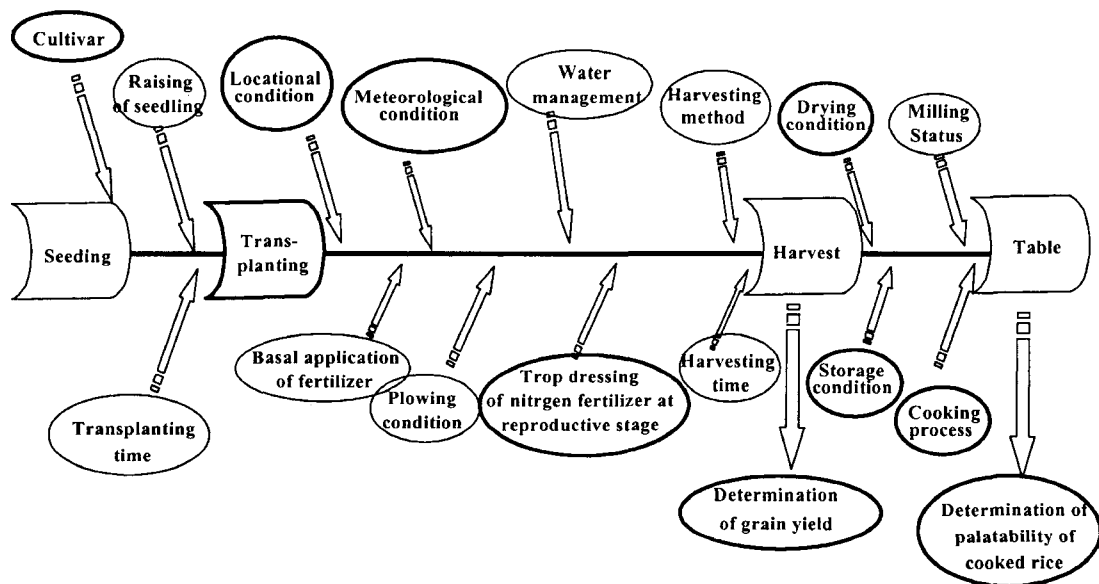 Cultivar
Raising
of seedling
Locational
condition
Meteorological
condition
Water
management
Harvesting
method
Drying
condition
Milling
Status
Seeding
Trans-
planting
Harvest
Table
Transplanting
time
Basal application
of fertilizer
Plowing
condition
Trop dressing
of nitrgen fertilizer at
reproductive stage
Harvesting
time
Storage
condition
Cooking
process
Determination
of grain yield
Determination of
palatability of
cooked rice